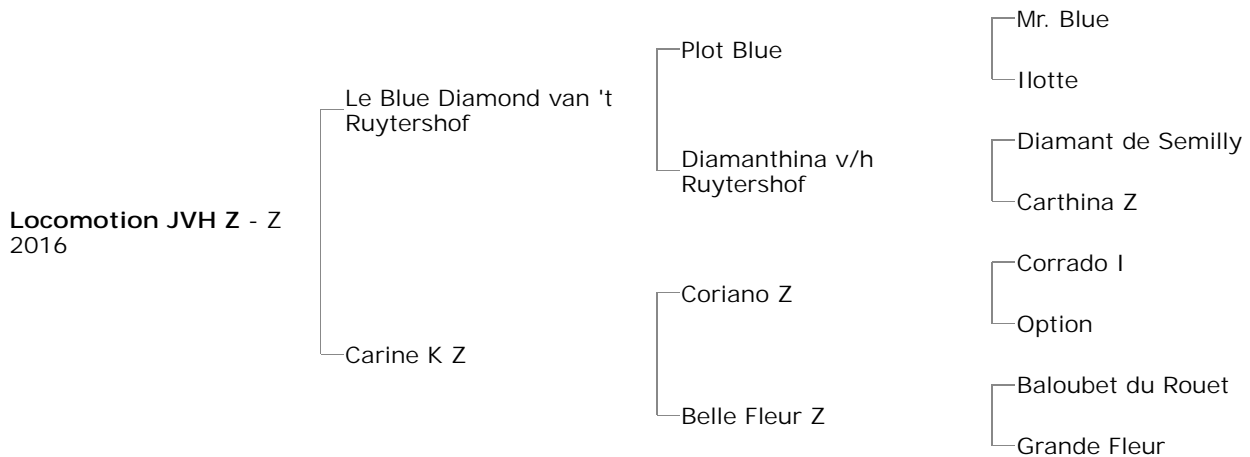 Mr. Blue
Plot Blue
Ilotte
Le Blue Diamond van 't
Ruytershof
Diamant de Semilly
Diamanthina v/h
Ruytershof
Carthina Z
Locomotion JVH Z - Z
2016
Corrado I
Coriano Z
Option
Carine K Z
Baloubet du Rouet
Belle Fleur Z
Grande Fleur